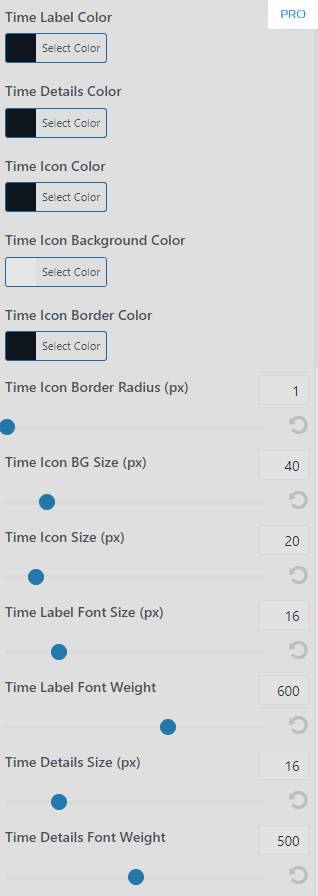 PRO
Time Label Color
Select Color
Time Details Color
Select Color
Time Icon Color
Select Color
Time Icon Background Color
Select Color
Time Icon Border Color
Select Color
Time Icon Border Radius (px)
1
Time Icon BG Size (px)
40
Time Icon Size (px)
20
Time Label Font Size (px)
16
Time Label Font Weight
600
Time Details Size (px)
16
Time Details Font Weight
500